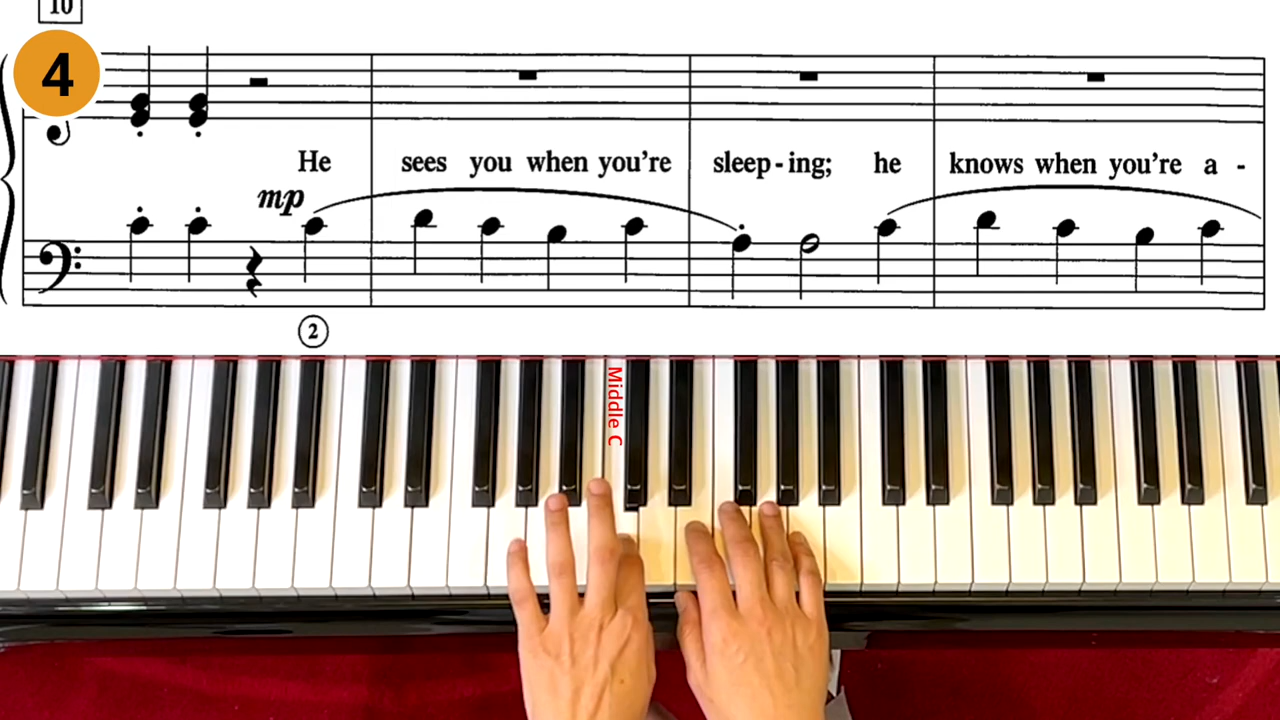 10
4
He sees you when you're sleep - ing; he knows when you're a -
mp
2
Middle C